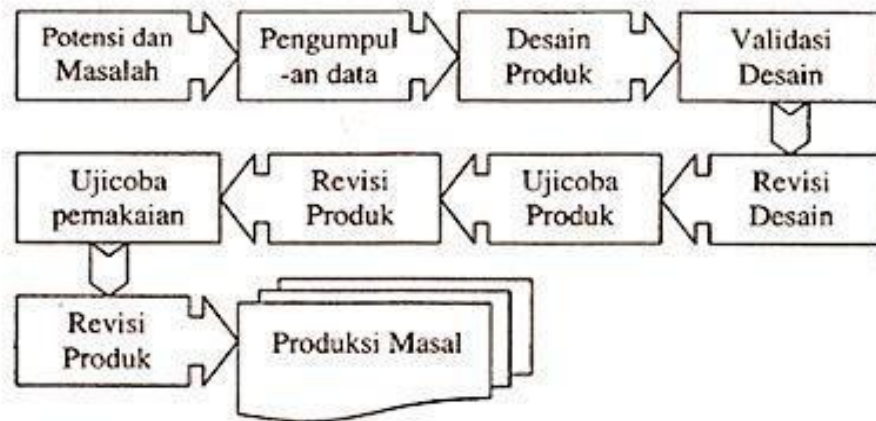 Potensi dan
Masalah
Pengumpul
-an data
Desain
Produk
Validasi
Desain
Revisi
Desain
Ujicoba
Produk
Revisi
Produk
Ujicoba
pemakaian
Revisi
Produk
Produksi Masal